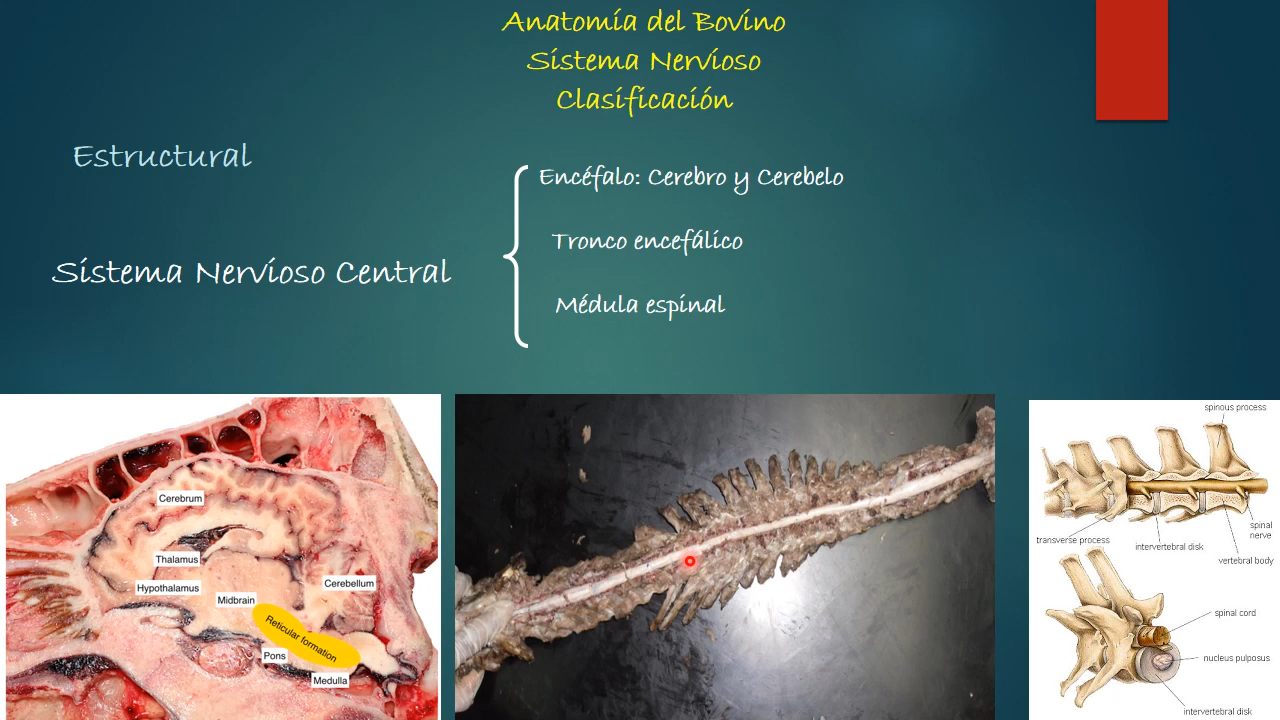 Anatomía del Bovino
Sistema Nervioso
Clasificación
Estructural
Sistema Nervioso Central
Encéfalo: Cerebro y Cerebelo
Tronco encefálico
Médula espinal
Cerebrum
Thalamus
Hypothalamus
Midbrain
Cerebellum
Reticular formation
Pons
Medulla
spinous process
transverse process
intervertebral disk
spinal
nerve
vertebral body
spinal cord
nucleus pulposus
intervertebral disk